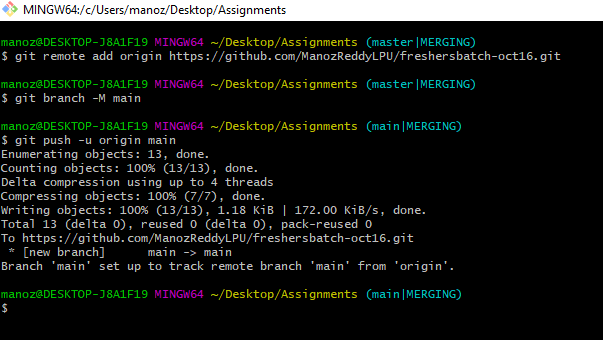 MINGW64:/c/Users/manoz/Desktop/Assignments
manoz@DESKTOP-J8A1F19 MINGW64 ~/Desktop/Assignments (master|MERGING)
$ git remote add origin https://github.com/ManozReddyLPU/freshersbatch-oct16.git
manoz@DESKTOP-J8A1F19 MINGW64 ~/Desktop/Assignments (master|MERGING)
$ git branch -M main
manoz@DESKTOP-J8A1F19 MINGW64 ~/Desktop/Assignments (main|MERGING)
$ git push -u origin main
Enumerating objects: 13, done.
Counting objects: 100% (13/13), done.
Delta compression using up to 4 threads
Compressing objects: 100% (7/7), done.
Writing objects: 100% (13/13), 1.18 KiB | 172.00 KiB/s, done.
Total 13 (delta 0), reused 0 (delta 0), pack-reused 0
To https://github.com/ManozReddyLPU/freshersbatch-oct16.git
 * [new branch]      main -> main
Branch 'main' set up to track remote branch 'main' from 'origin'.
manoz@DESKTOP-J8A1F19 MINGW64 ~/Desktop/Assignments (main|MERGING)
$